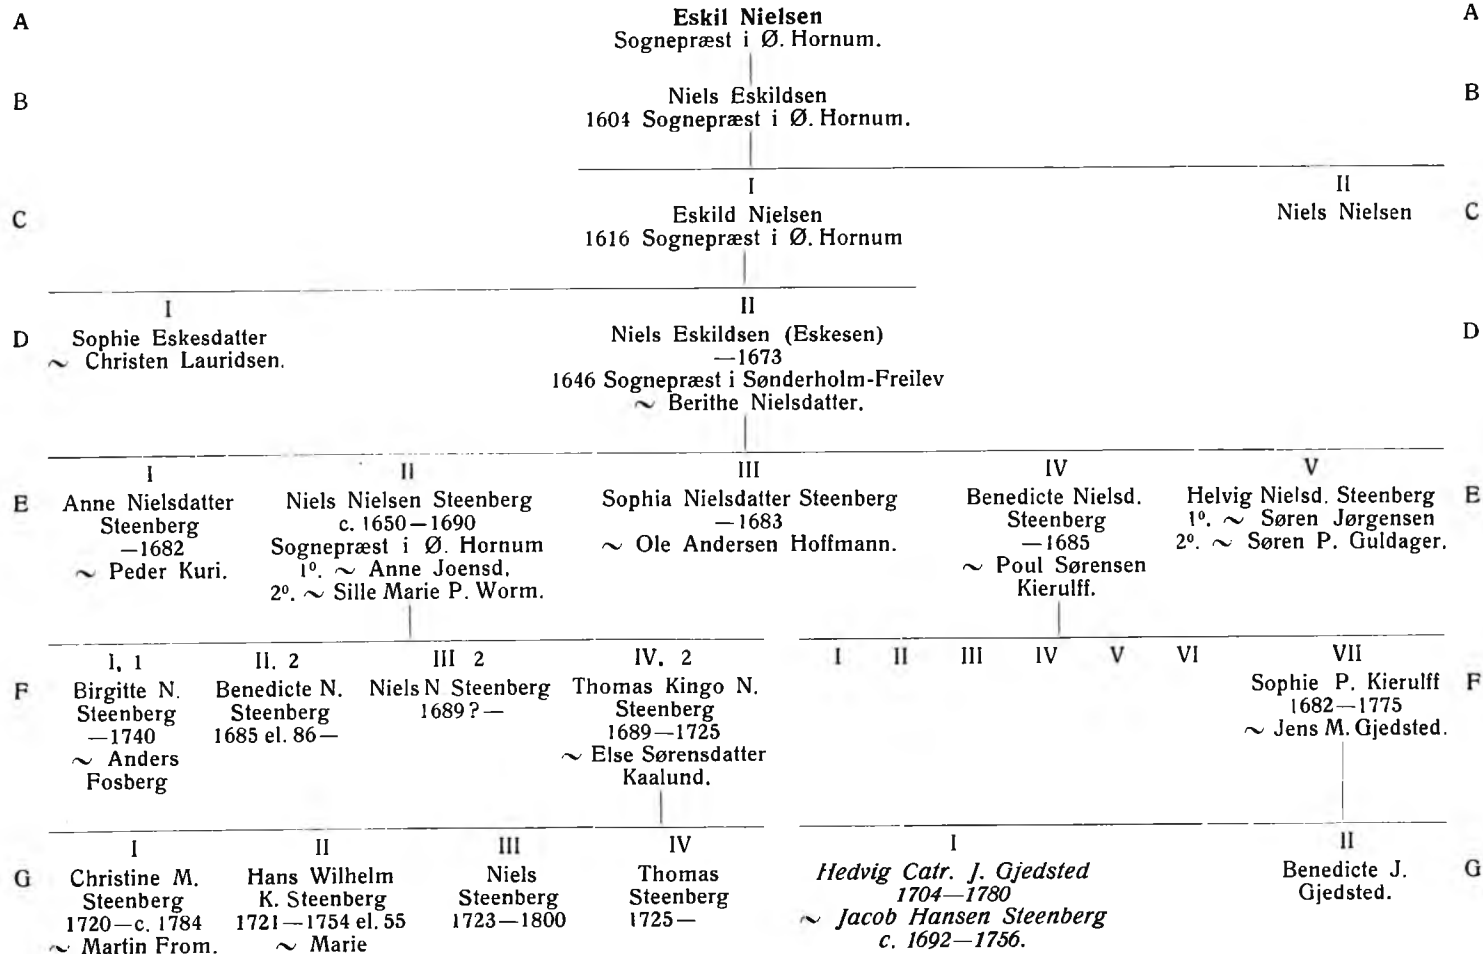 A
Eskil Nielsen
Sognepræst i Ø. Hornum.
A
B
Niels Eskildsen
1604 Sognepræst i Ø. Hornum.
B
I
II
C
Eskild Nielsen
1616 Sognepræst i Ø. Hornum
Niels Nielsen
C
I
II
D
Sophie Eskesdatter
~ Christen Lauridsen.
Niels Eskildsen (Eskesen)
—1673
1646 Sognepræst i Sønderholm-Freilev
~ Berithe Nielsdatter.
D
I
II
III
IV
V
E
Anne Nielsdatter
Steenberg
—1682
~ Peder Kuri.
Niels Nielsen Steenberg
c. 1650—1690
Sognepræst i Ø. Hornum
1º. ~ Anne Joensd.
2º. ~ Sille Marie P. Worm.
Sophia Nielsdatter Steenberg
—1683
~ Ole Andersen Hoffmann.
Benedicte Nielsd.
Steenberg
—1685
~ Poul Sørensen
Kierulff.
Helvig Nielsd. Steenberg
1º. ~ Søren Jørgensen
2º. ~ Søren P. Guldager.
E
I, 1
II. 2
III 2
IV. 2
I
II
III
IV
V
VI
VII
F
Birgitte N.
Steenberg
—1740
~ Anders
Fosberg
Benedicte N.
Steenberg
1685 el. 86—
Niels N Steenberg
1689?—
Thomas Kingo N.
Steenberg
1689—1725
~ Else Sørensdatter
Kaalund.
Sophie P. Kierulff
1682—1775
~ Jens M. Gjedsted.
F
I
II
III
IV
I
II
G
Christine M.
Steenberg
1720—c. 1784
~ Martin From.
Hans Wilhelm
K. Steenberg
1721—1754 el. 55
~ Marie
Niels
Steenberg
1723—1800
Thomas
Steenberg
1725—
Hedvig Catr. J. Gjedsted
1704—1780
~ Jacob Hansen Steenberg
c. 1692—1756.
Benedicte J.
Gjedsted.
G